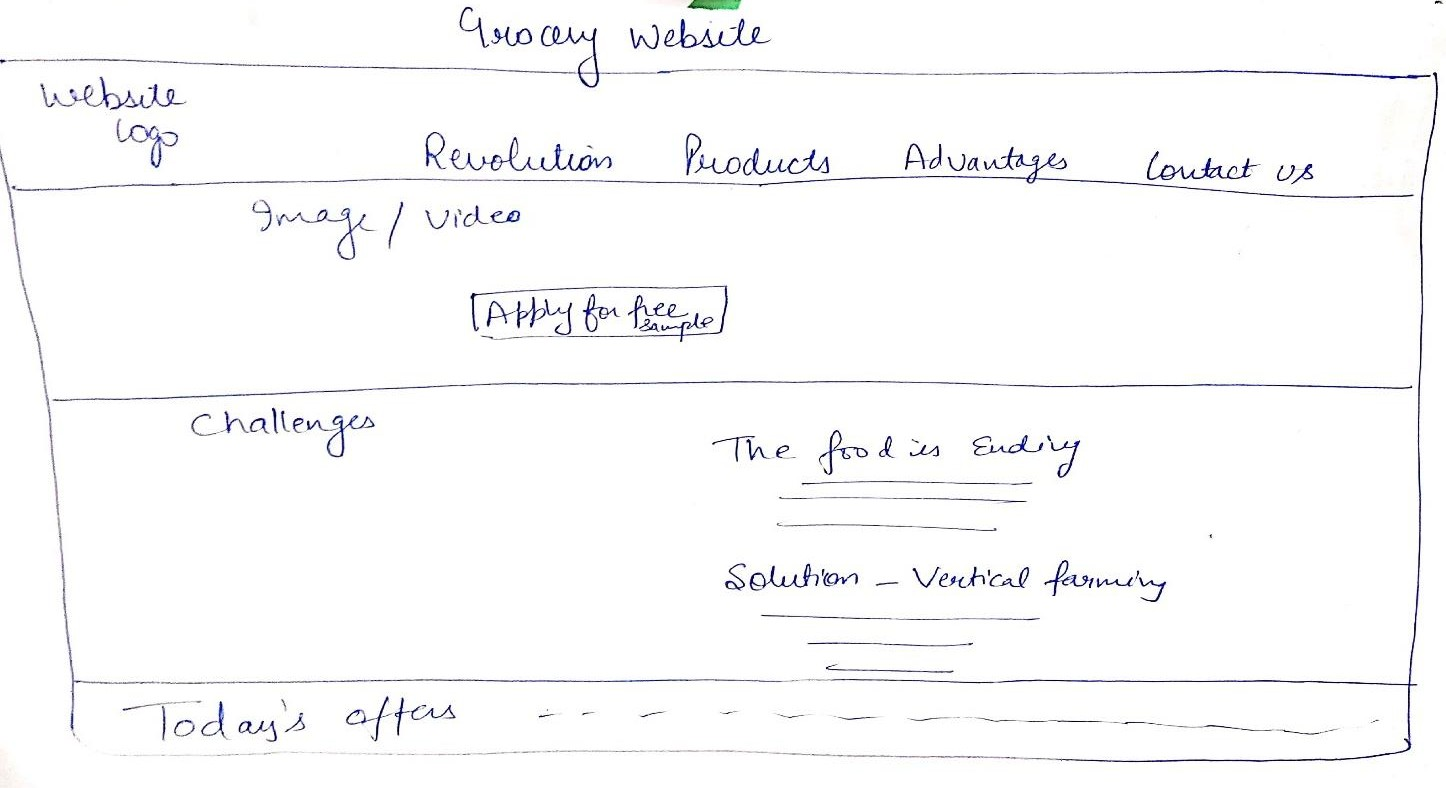 Grocery Website
Website
Logo
Revolution Products Advantages Contact us
Image / Video
Apply for free
sample
Challenges
The food is Ending
Solution - Vertical farming
Today's offers